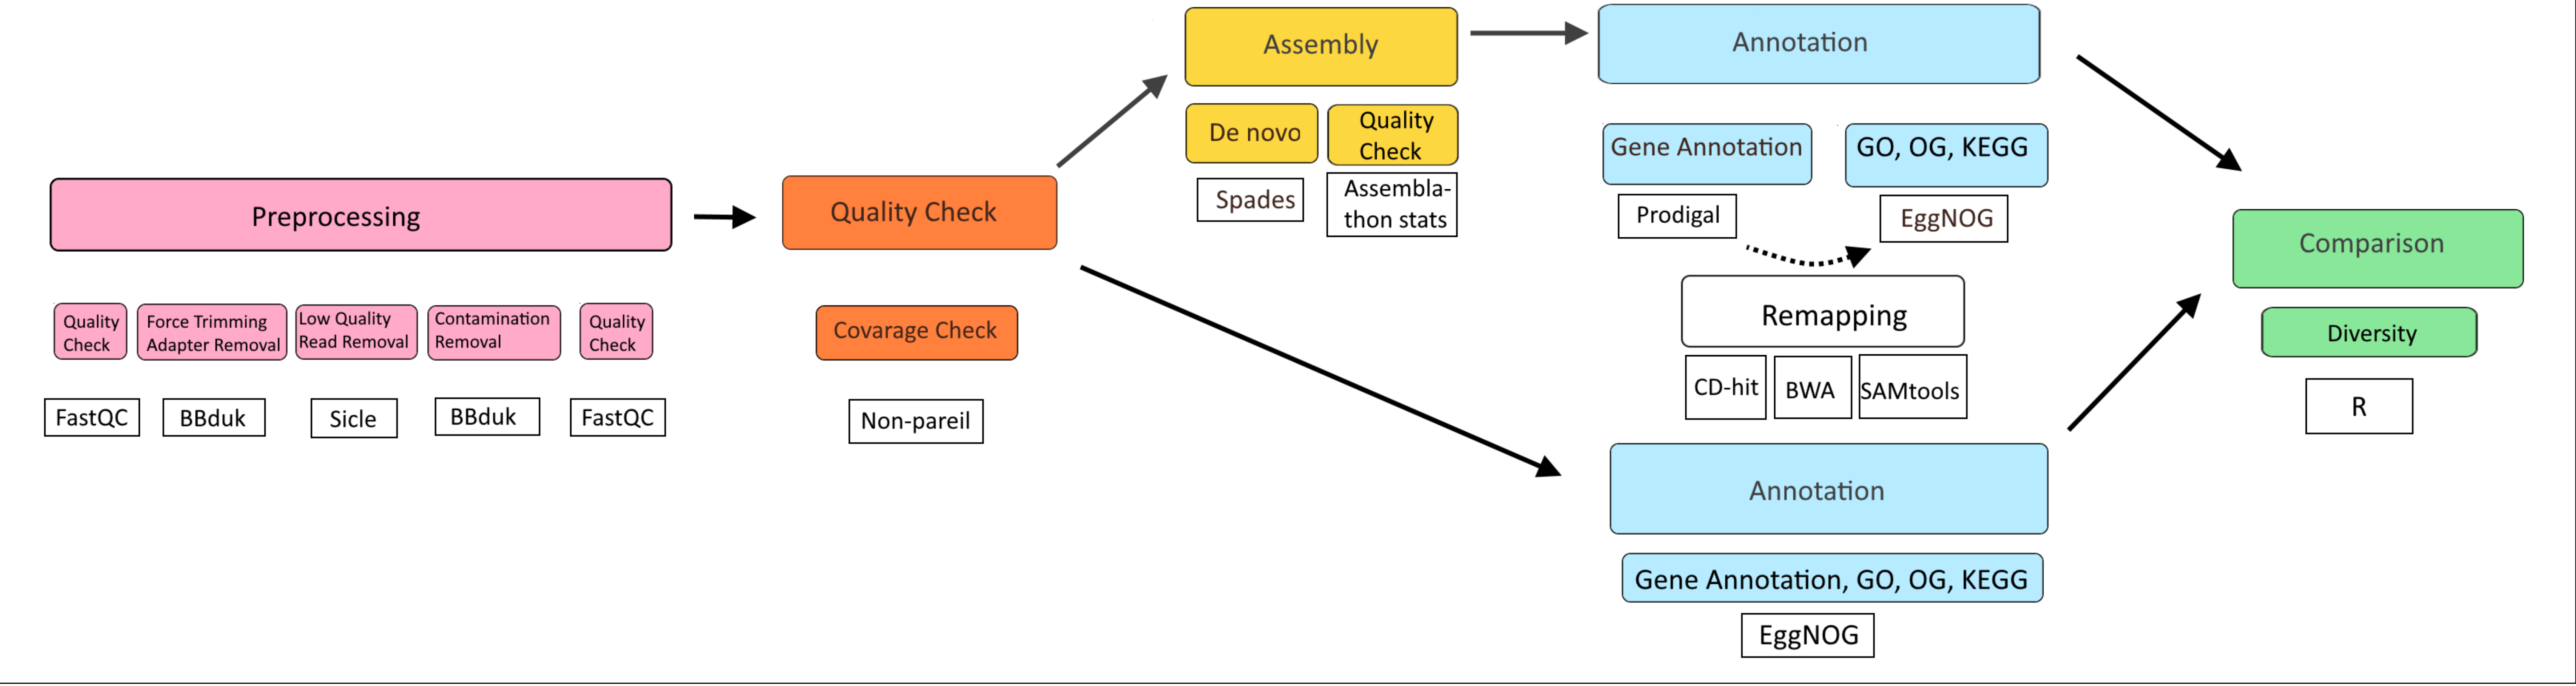 Preprocessing
Quality
Check
Force Trimming
Adapter Removal
Low Quality
Read Removal
Contamination
Removal
Quality
Check
FastQC
BBduk
Sicle
BBduk
FastQC
Quality Check
Covarage Check
Non-pareil
Assembly
De novo
Quality
Check
Spades
Assembla-
thon stats
Annotation
Gene Annotation
GO, OG, KEGG
Prodigal
EggNOG
Remapping
CD-hit
BWA
SAMtools
Annotation
Gene Annotation, GO, OG, KEGG
EggNOG
Comparison
Diversity
R